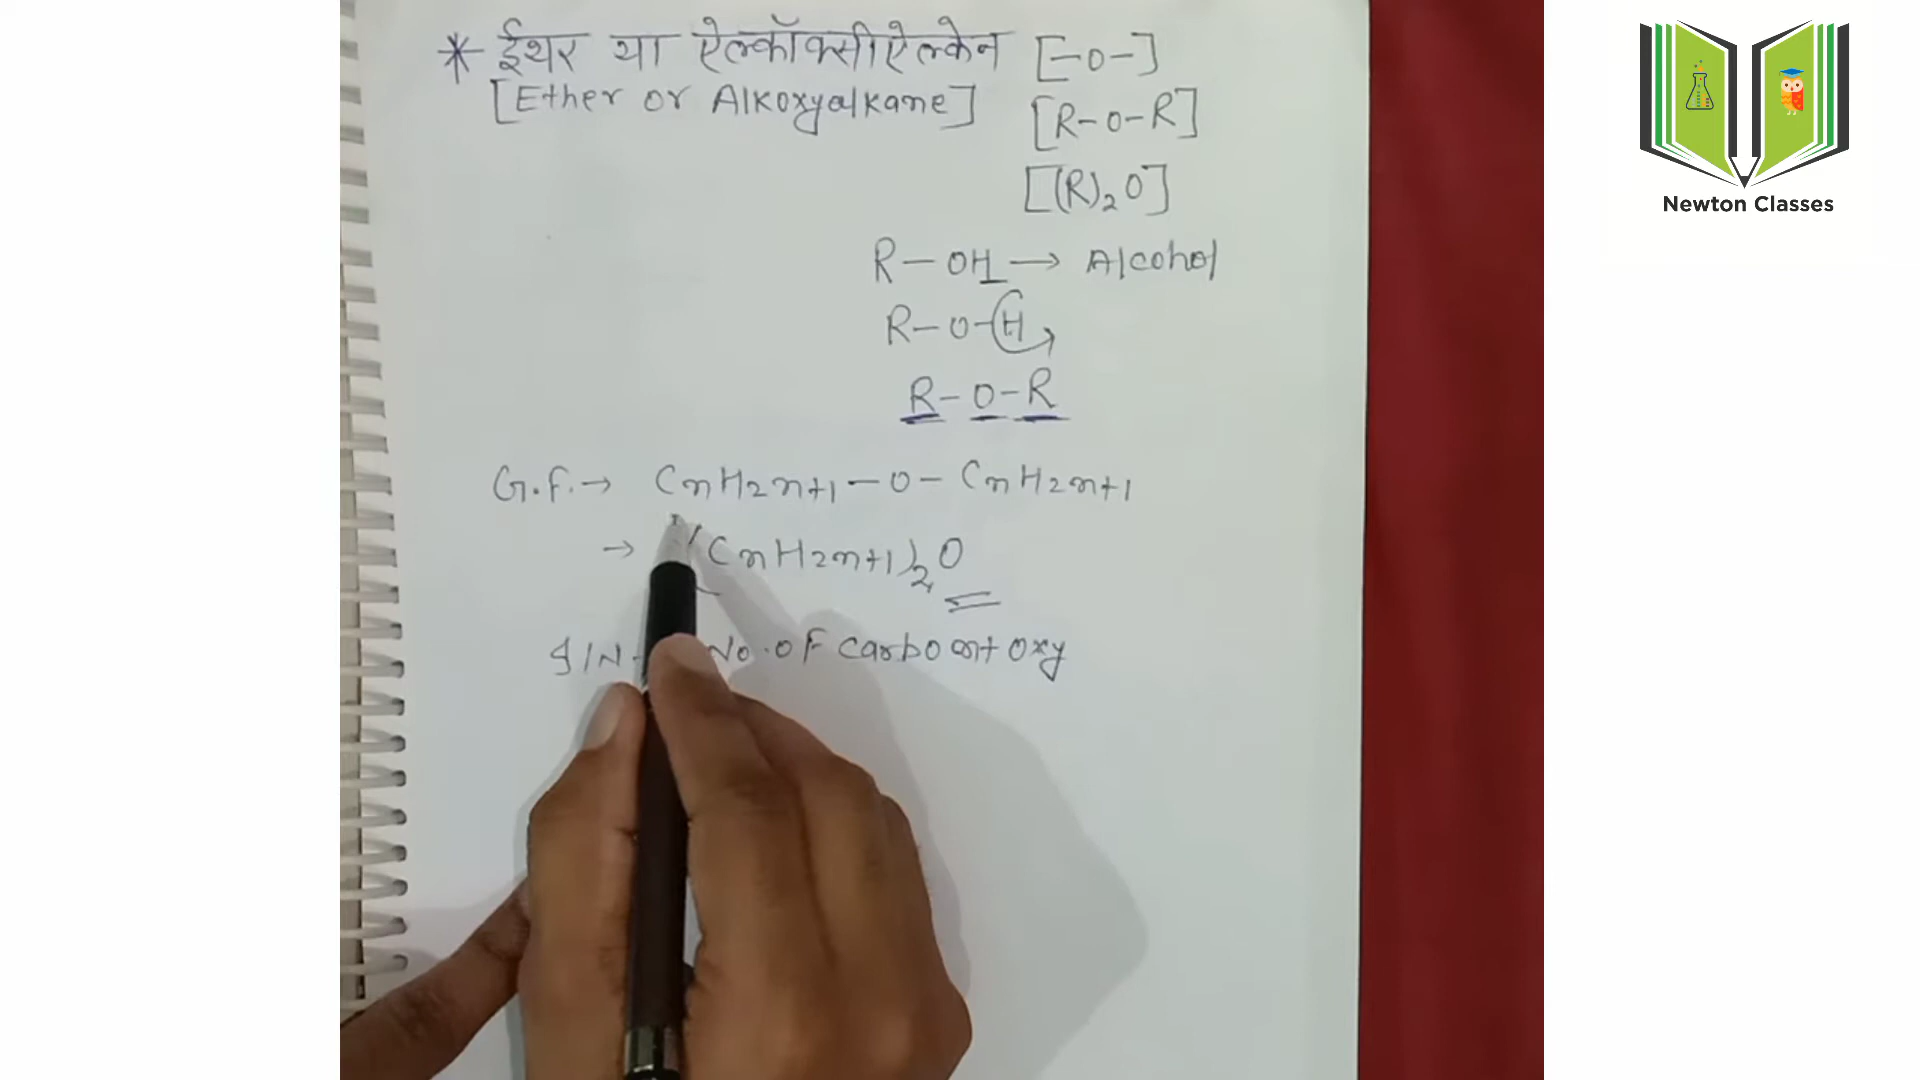 * ईथर या ऐल्कॉक्सीऐल्केन [-O-]
[Ether or Alkoxyalkane] [R-O-R]
[(R)₂O]
R-OH → Alcohol
R-O-H
R-O-R
G.F. → CnH2n+1 - O - CnH2n+1
→ (CnH2n+1)₂O
No. of carbon + oxy
Newton Classes